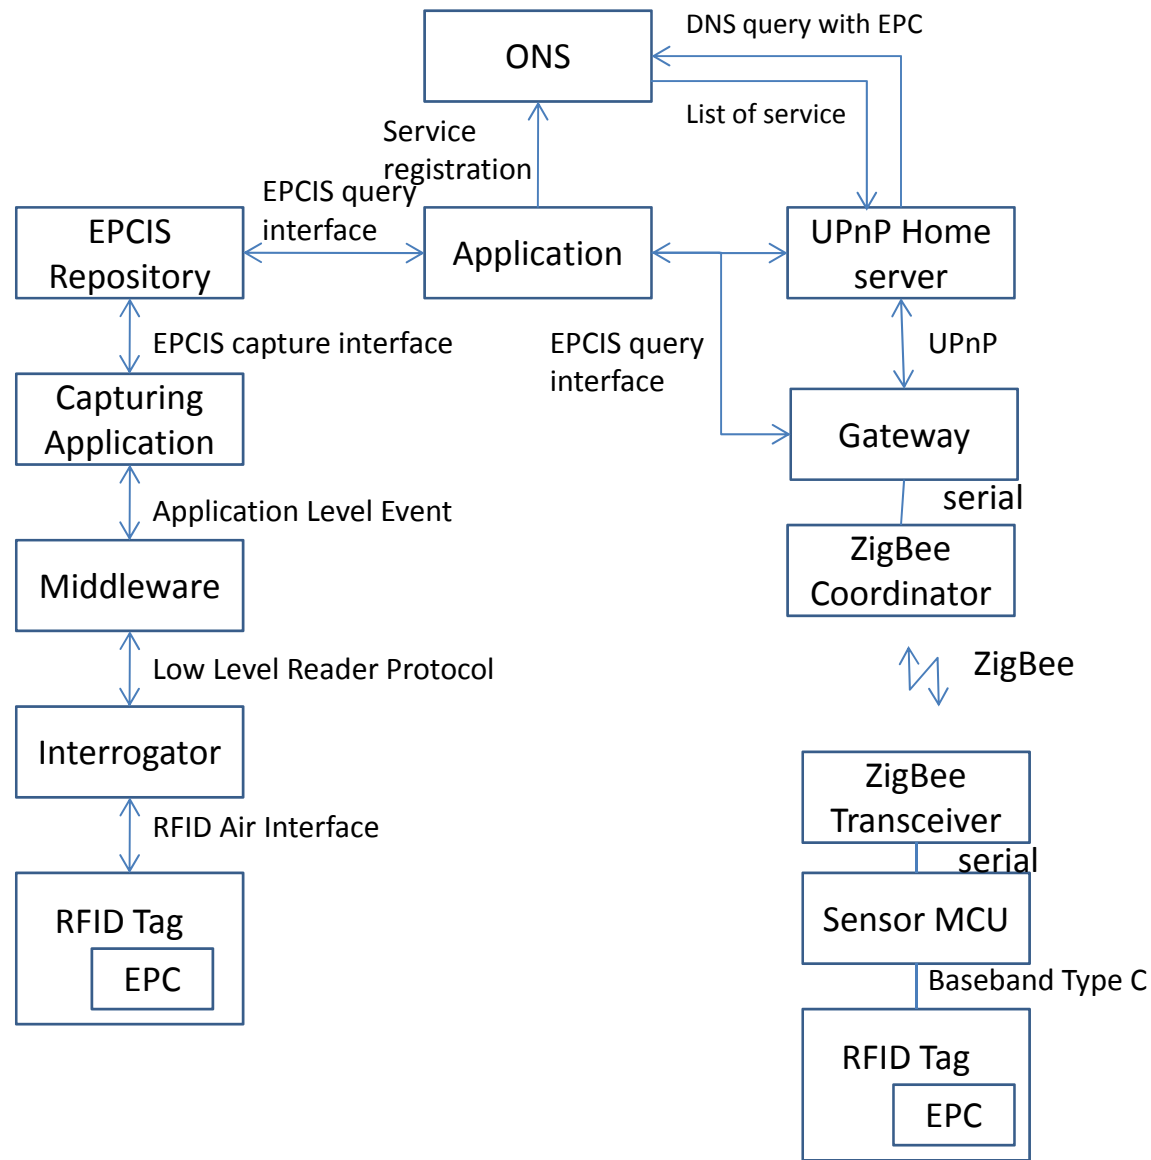 DNS query with EPC
ONS
List of service
Service
registration
EPCIS query
interface
EPCIS
Repository
Application
UPnP Home
server
EPCIS capture interface
EPCIS query
interface
UPnP
Capturing
Application
Gateway
serial
Application Level Event
ZigBee
Coordinator
Middleware
Low Level Reader Protocol
ZigBee
Interrogator
ZigBee
Transceiver
RFID Air Interface
serial
RFID Tag
EPC
Sensor MCU
Baseband Type C
RFID Tag
EPC